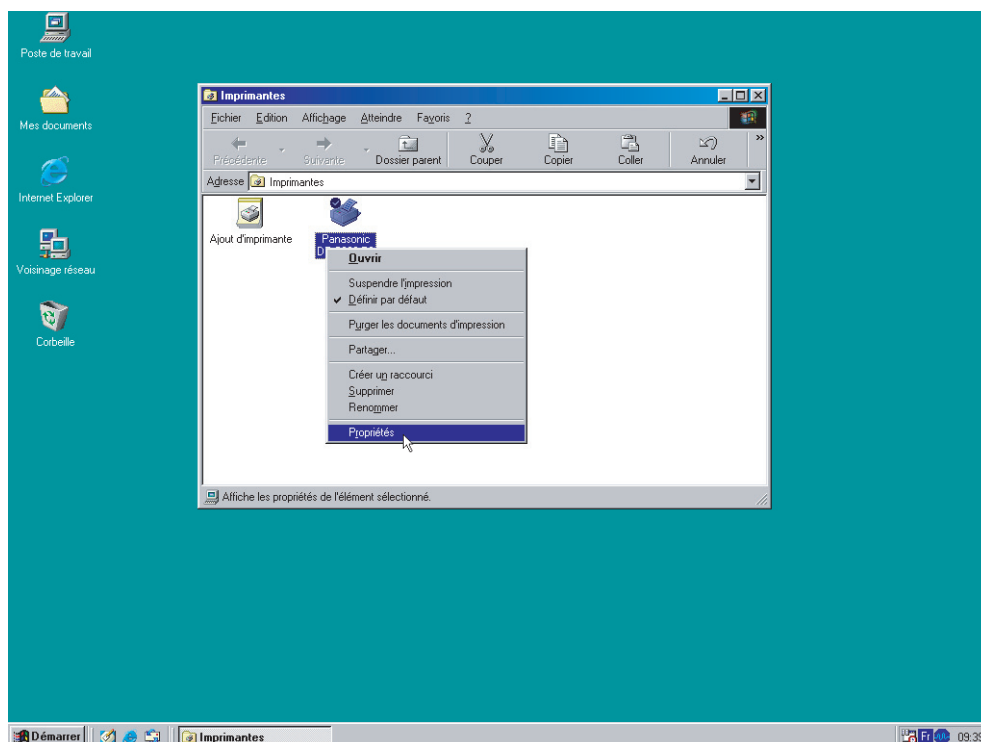 Poste de travail
Mes documents
Internet Explorer
Voisinage réseau
Corbeille
Imprimantes
Fichier Edition Affichage Atteindre Favoris ?
Précédente Suivante Dossier parent Couper Copier Coller Annuler »
Adresse Imprimantes
Ajout d'imprimante
Panasonic
Ouvrir
Suspendre l'impression
Définir par défaut
Purger les documents d'impression
Partager...
Créer un raccourci
Supprimer
Renommer
Propriétés
Affiche les propriétés de l'élément sélectionné.
Démarrer Imprimantes Fr 09:39